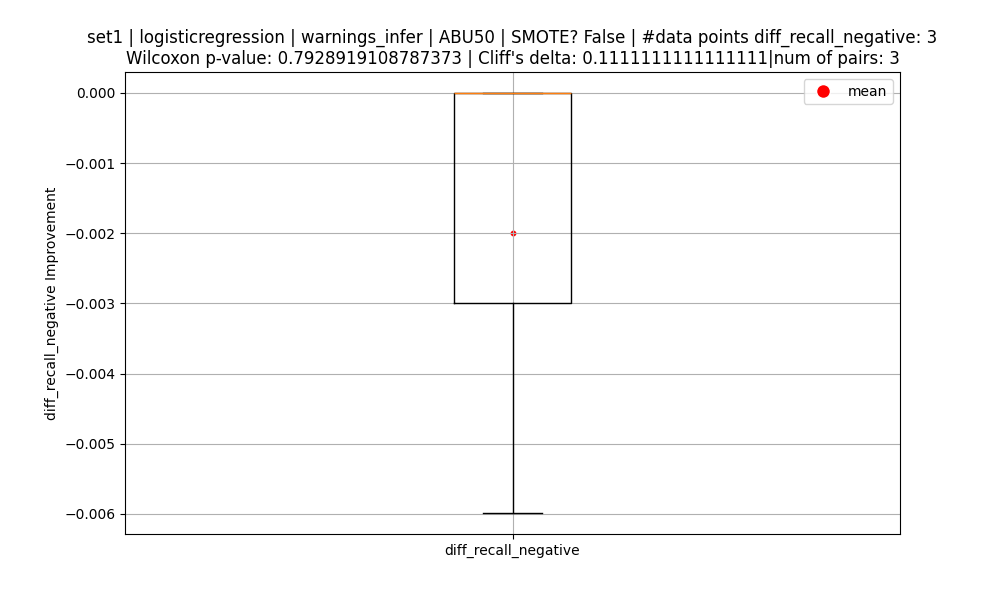 set1 | logisticregression | warnings_infer | ABU50 | SMOTE? False | #data points diff_recall_negative: 3
Wilcoxon p-value: 0.7928919108787373 | Cliff's delta: 0.1111111111111111|num of pairs: 3
mean
0.000
−0.001
−0.002
−0.003
−0.004
−0.005
−0.006
diff_recall_negative Improvement
diff_recall_negative